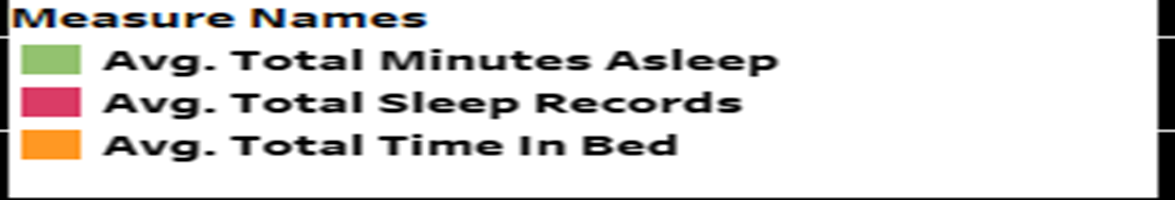 Measure Names
Avg. Total Minutes Asleep
Avg. Total Sleep Records
Avg. Total Time In Bed